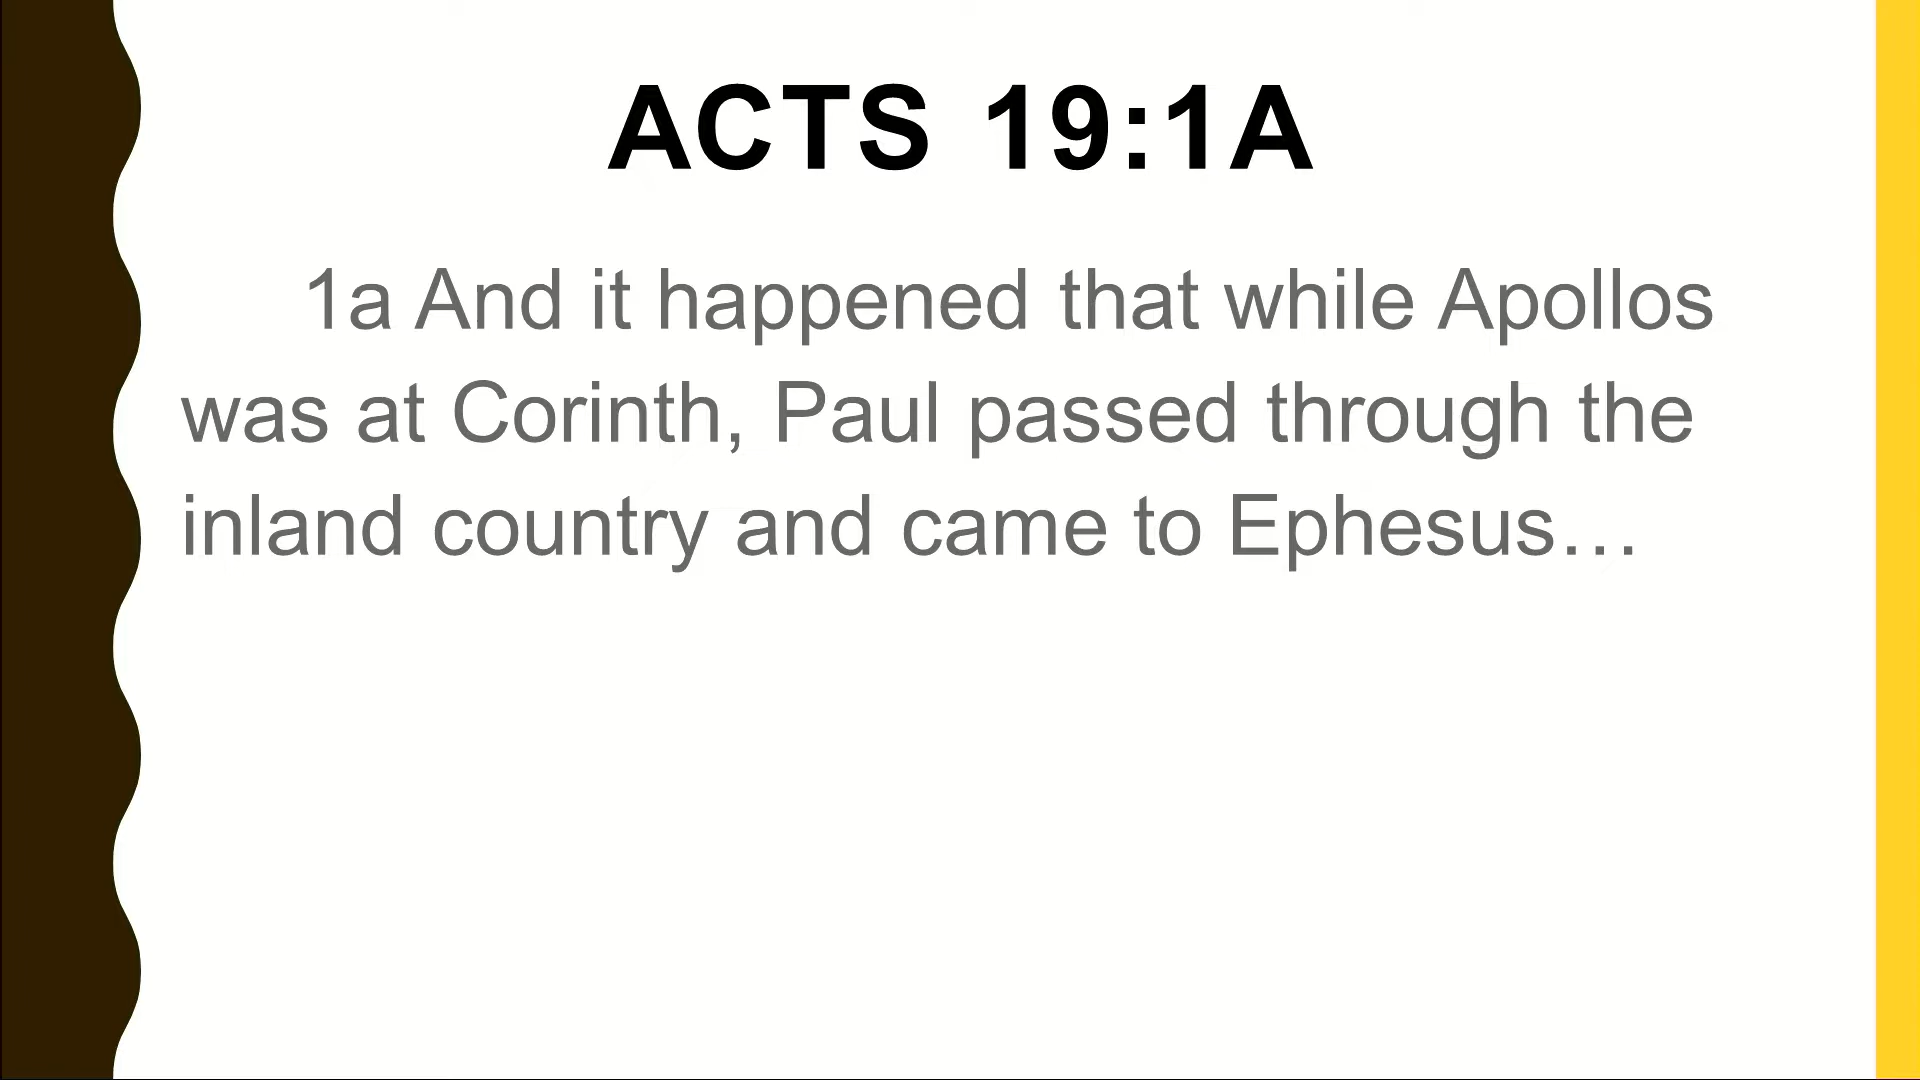 ACTS 19:1A
1a And it happened that while Apollos
was at Corinth, Paul passed through the
inland country and came to Ephesus…